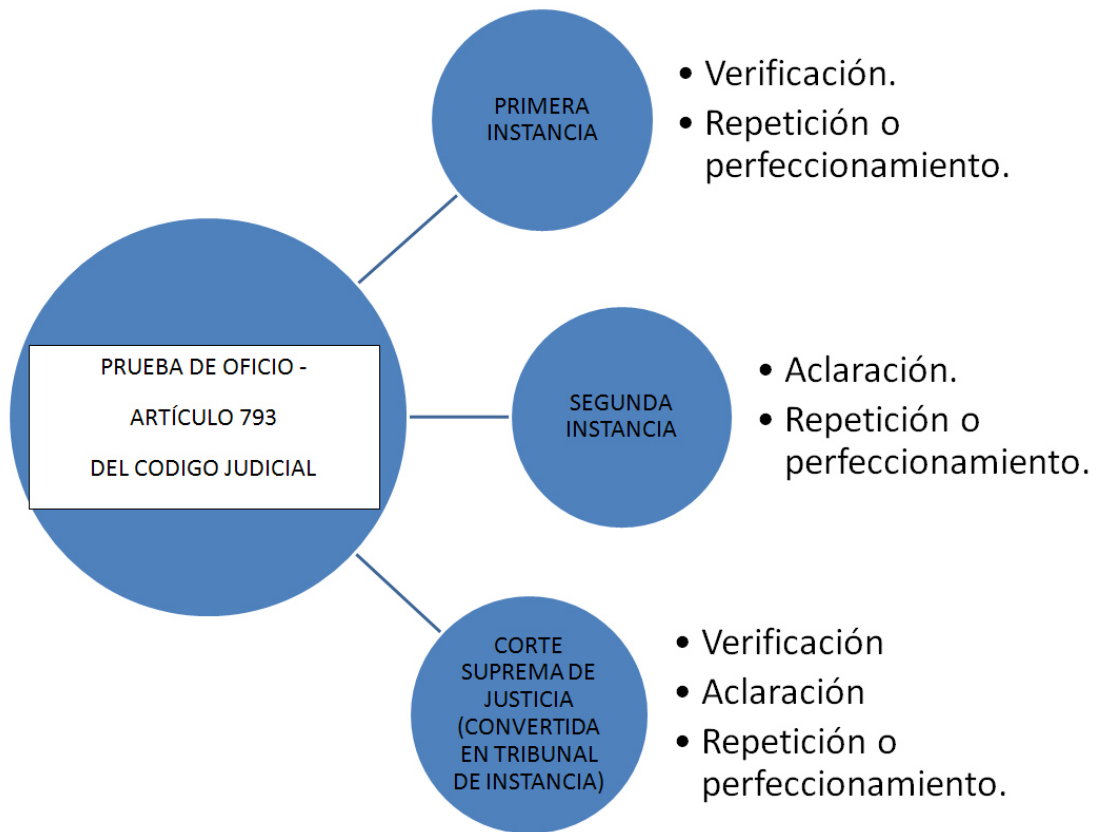 PRUEBA DE OFICIO -
ARTÍCULO 793
DEL CODIGO JUDICIAL
PRIMERA
INSTANCIA
• Verificación.
• Repetición o
perfeccionamiento.
SEGUNDA
INSTANCIA
• Aclaración.
• Repetición o
perfeccionamiento.
CORTE
SUPREMA DE
JUSTICIA
(CONVERTIDA
EN TRIBUNAL
DE INSTANCIA)
• Verificación
• Aclaración
• Repetición o
perfeccionamiento.